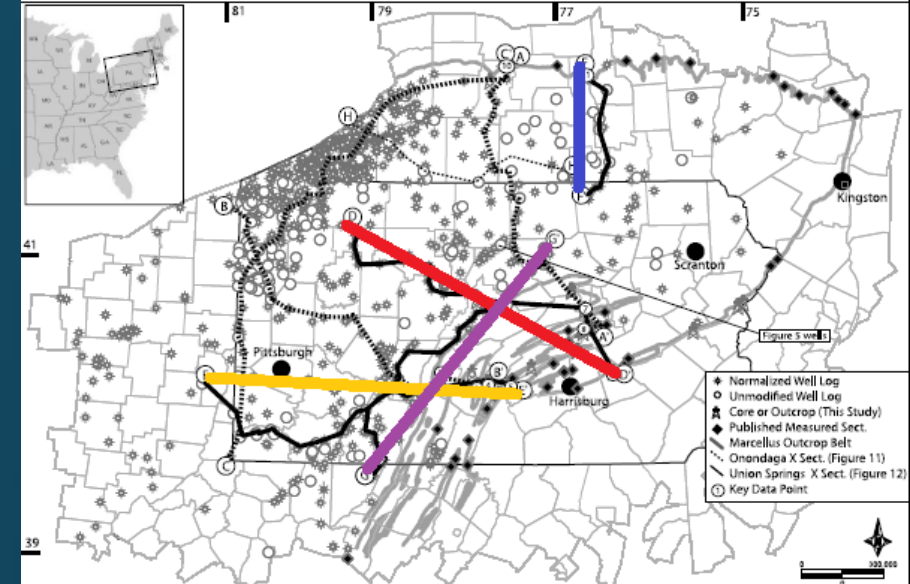 81
79
77
75
C
A
10
H
B
D
G'
41
Kingston
Scranton
A'
Figure 5 wells
Pittsburgh
B'
Harrisburg
C
39
Normalized Well Log
Unmodified Well Log
Core or Outcrop (This Study)
Published Measured Sect.
Marcellus Outcrop Belt
Onondaga X Sect. (Figure 11)
Union Springs X Sect. (Figure 12)
1 Key Data Point